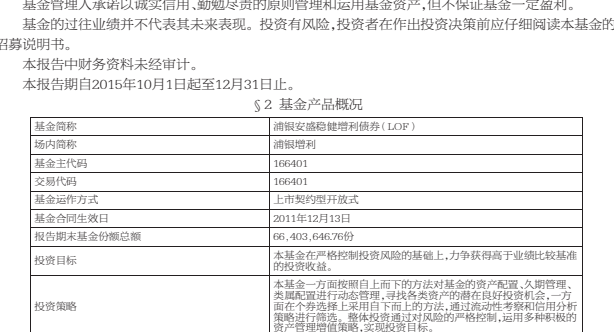 基金管理人承诺以诚实信用、勤勉尽责的原则管理和运用基金资产,但不保证基金一定盈利。
基金的过往业绩并不代表其未来表现。投资有风险,投资者在作出投资决策前应仔细阅读本基金的
招募说明书。
本报告中财务资料未经审计。
本报告期自2015年10月1日起至12月31日止。
§2 基金产品概况
基金简称 浦银安盛稳健增利债券（LOF）
场内简称 浦银增利
基金主代码 166401
交易代码 166401
基金运作方式 上市契约型开放式
基金合同生效日 2011年12月13日
报告期末基金份额总额 66,403,646.76份
投资目标 本基金在严格控制投资风险的基础上,力争获得高于业绩比较基准
的投资收益。
投资策略 本基金一方面按照自上而下的方法对基金的资产配置、久期管理、
类属配置进行动态管理,寻找各类资产的潜在良好投资机会,一方
面在个券选择上采用自下而上的方法,通过流动性考察和信用分析
策略进行筛选。整体投资通过对风险的严格控制,运用多种积极的
资产管理增值策略,实现投资目标。